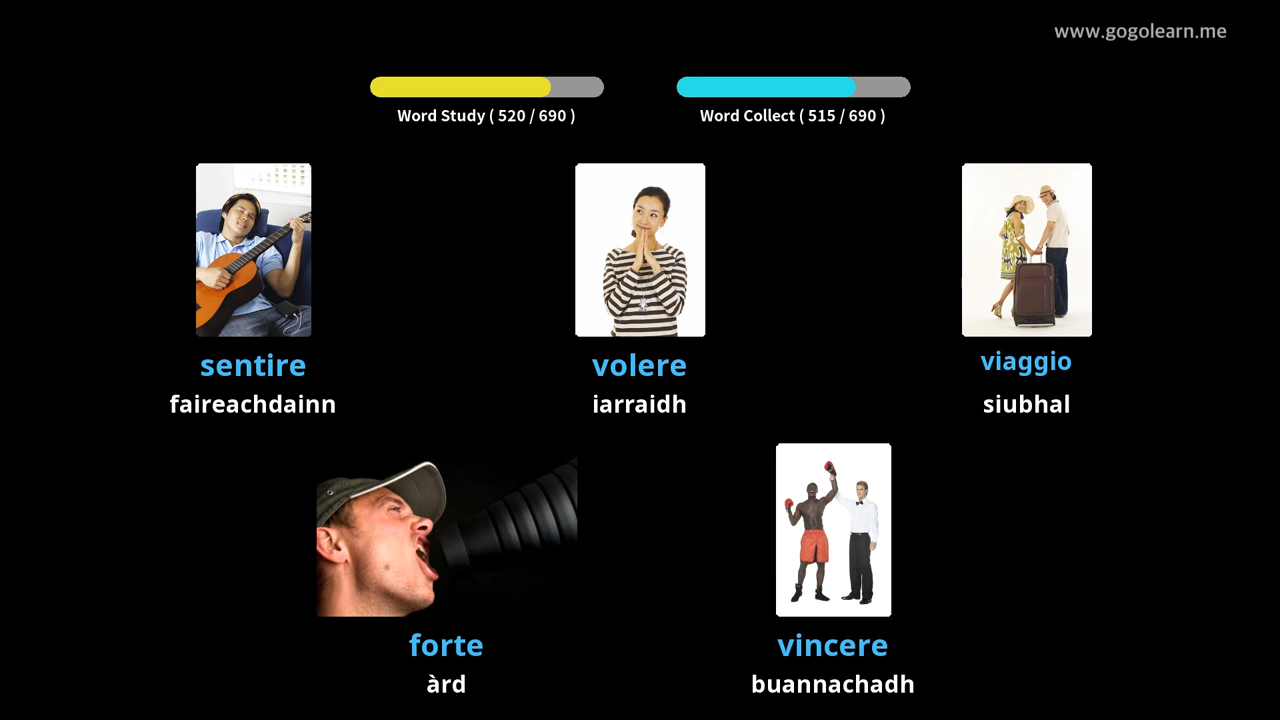 www.gogolearn.me
Word Study ( 520 / 690 )
Word Collect ( 515 / 690 )
sentire
faireachdainn
volere
iarraidh
viaggio
siubhal
forte
àrd
vincere
buannachadh